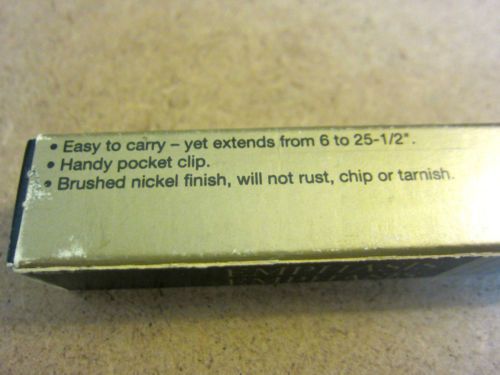 • Easy to carry – yet extends from 6 to 25-1/2".
• Handy pocket clip.
• Brushed nickel finish, will not rust, chip or tarnish.
EMPHASIS